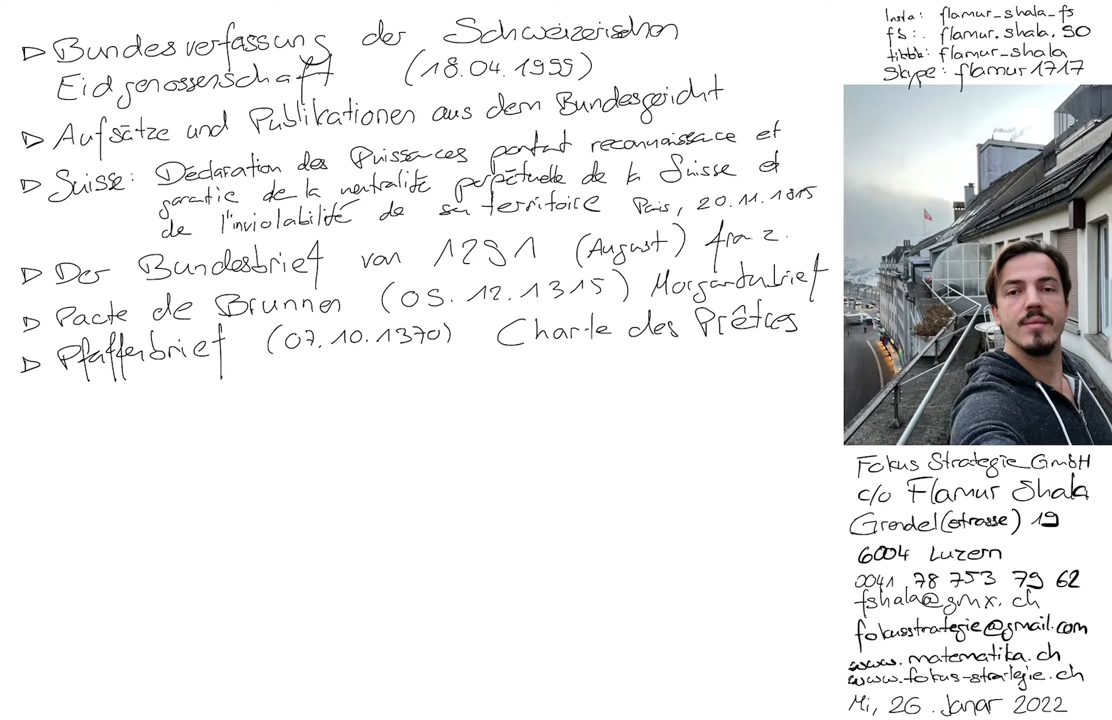 ▷ Bundesverfassung der Schweizerischen
Eidgenossenschaft (18.04.1999)
▷ Aufsätze und Publikationen aus dem Bundesgericht
▷ Suisse: Déclaration des Puissances portant reconnaissance et
garantie de la neutralité perpétuelle de la Suisse et
de l'inviolabilité de son territoire Paris, 20.11.1815
▷ Der Bundesbrief von 1291 (August) franz.
▷ Pacte de Brunnen (09.12.1315) Morgartenbrief
▷ Pfaffenbrief (07.10.1370) Charte des Prêtres
Insta: flamur_shala_fs
fs:. flamur.shala.90
tiktok: flamur_shala
Skype: flamur1717
Fokus Strategie GmbH
c/o Flamur Shala
Grendel(strasse) 19
6004 Luzern
0041 78 753 79 62
fshala@gmx.ch
fokusstrategie@gmail.com
www.matematika.ch
www.fokus-strategie.ch
Mi, 26. Janar 2022